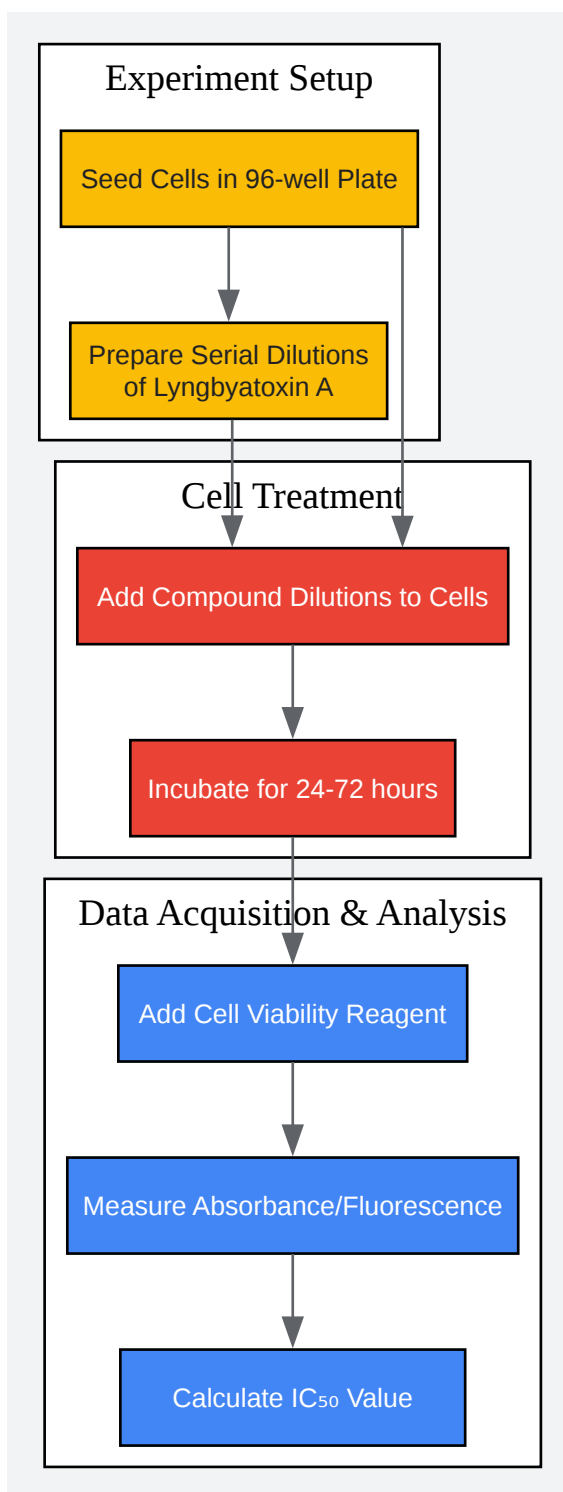 Experiment Setup
Seed Cells in 96-well Plate
Prepare Serial Dilutions
of Lyngbyatoxin A
Cell Treatment
Add Compound Dilutions to Cells
Incubate for 24-72 hours
Data Acquisition & Analysis
Add Cell Viability Reagent
Measure Absorbance/Fluorescence
Calculate IC₅₀ Value